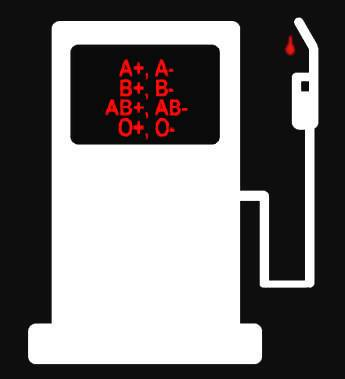 A+, A-
B+, B-
AB+, AB-
O+, O-